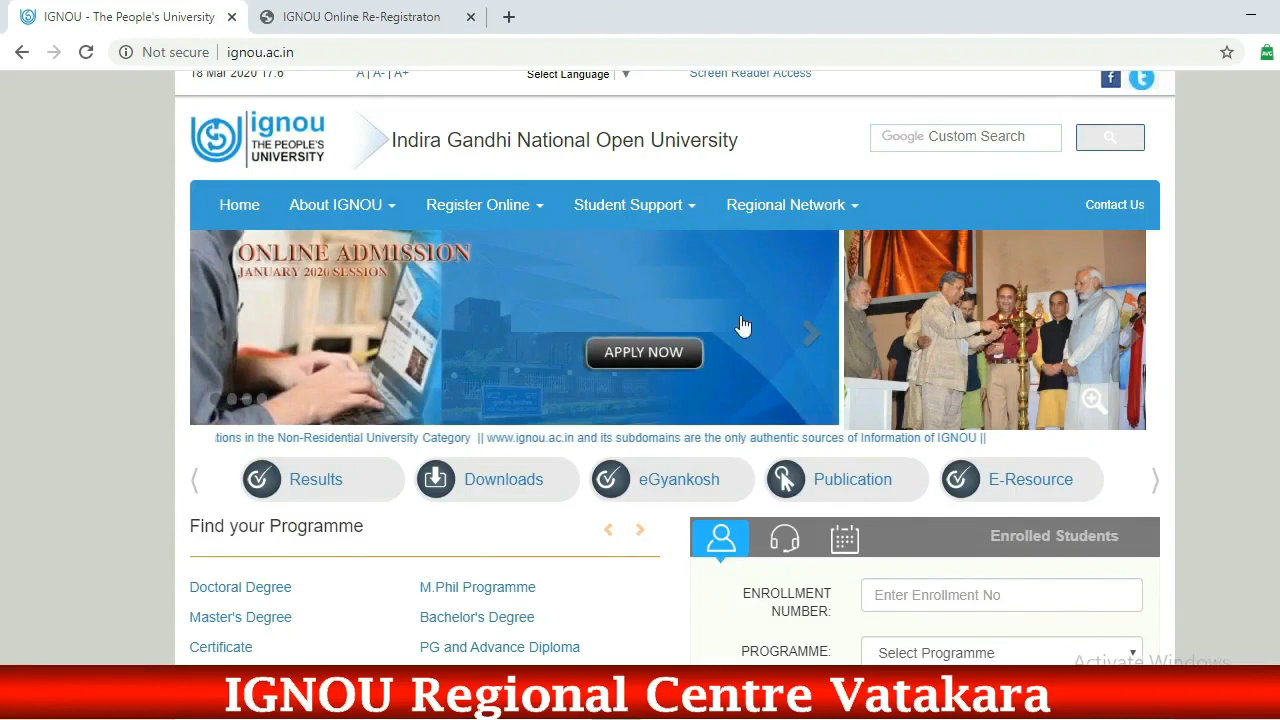 IGNOU - The People's University
IGNOU Online Re-Registraton
Not secure
ignou.ac.in
18 Mar 2020 17:6
A | A- | A+
Select Language
Screen Reader Access
ignou
THE PEOPLE'S
UNIVERSITY
Indira Gandhi National Open University
Google Custom Search
Home
About IGNOU
Register Online
Student Support
Regional Network
Contact Us
ONLINE ADMISSION
JANUARY 2020 SESSION
APPLY NOW
tions in the Non-Residential University Category || www.ignou.ac.in and its subdomains are the only authentic sources of Information of IGNOU ||
Results
Downloads
eGyankosh
Publication
E-Resource
Find your Programme
Enrolled Students
Doctoral Degree
M.Phil Programme
Master's Degree
Bachelor's Degree
Certificate
PG and Advance Diploma
ENROLLMENT
NUMBER:
Enter Enrollment No
PROGRAMME:
Select Programme
Activate Windows
IGNOU Regional Centre Vatakara